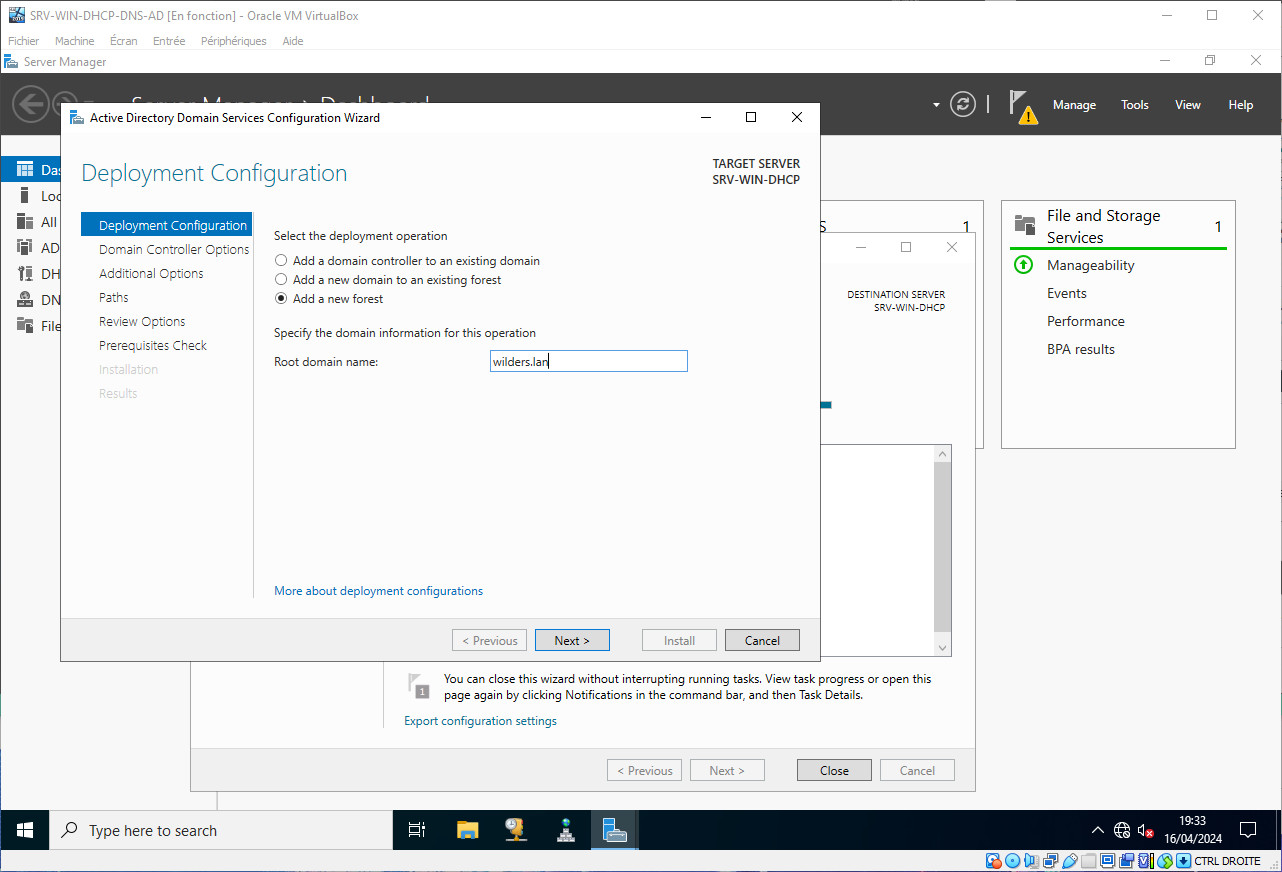 SRV-WIN-DHCP-DNS-AD [En fonction] - Oracle VM VirtualBox
Fichier Machine Écran Entrée Périphériques Aide
Server Manager
Manage Tools View Help
Active Directory Domain Services Configuration Wizard
Deployment Configuration
TARGET SERVER
SRV-WIN-DHCP
Deployment Configuration
Domain Controller Options
Additional Options
Paths
Review Options
Prerequisites Check
Installation
Results
Select the deployment operation
Add a domain controller to an existing domain
Add a new domain to an existing forest
Add a new forest
Specify the domain information for this operation
Root domain name: wilders.lan
More about deployment configurations
< Previous Next > Install Cancel
Das
Loc
All
AD
DH
DN
File
S 1
DESTINATION SERVER
SRV-WIN-DHCP
File and Storage 1
Services
Manageability
Events
Performance
BPA results
1
You can close this wizard without interrupting running tasks. View task progress or open this
page again by clicking Notifications in the command bar, and then Task Details.
Export configuration settings
< Previous Next > Close Cancel
Type here to search
19:33
16/04/2024
CTRL DROITE